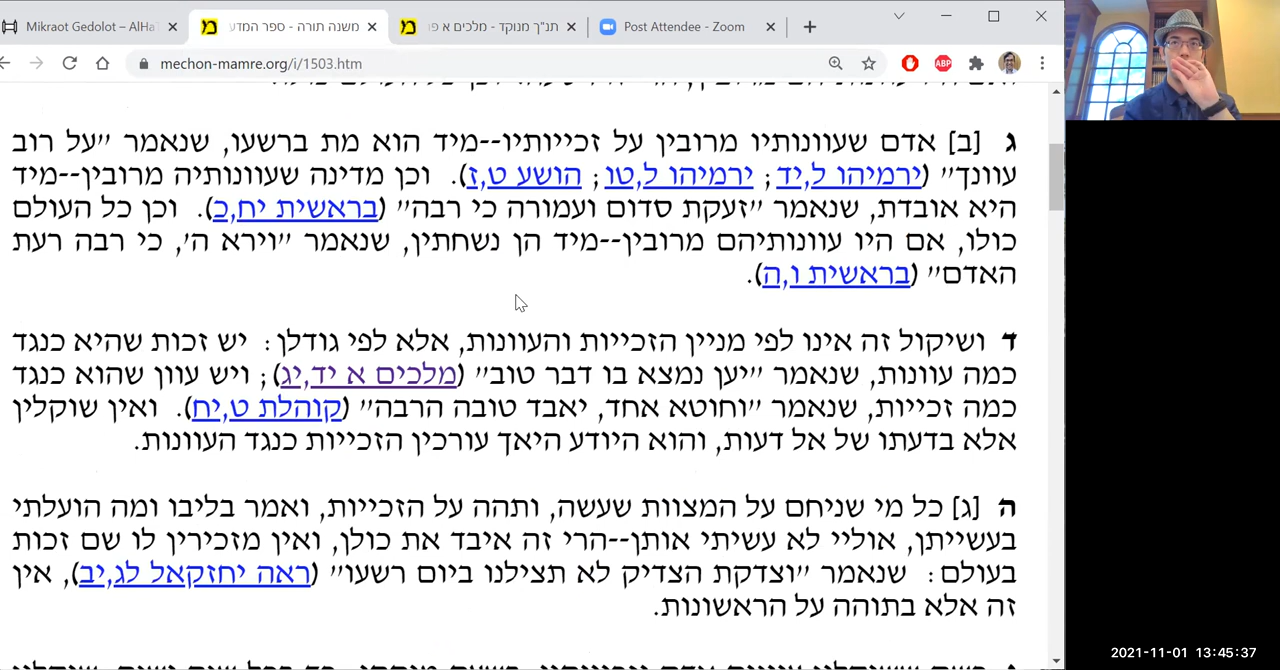 Mikraot Gedolot – AlHaT
משנה תורה - ספר המדע
תנ"ך מנוקד - מלכים א פו
Post Attendee - Zoom
mechon-mamre.org/i/1503.htm
ABP
ג [ב] אדם שעוונותיו מרובין על זכייותיו--מיד הוא מת ברשעו, שנאמר "על רוב
עוונך" (ירמיהו ל,יד; ירמיהו ל,טו; הושע ט,ז). וכן מדינה שעוונותיה מרובין--מיד
היא אובדת, שנאמר "זעקת סדום ועמורה כי רבה" (בראשית יח,כ). וכן כל העולם
כולו, אם היו עוונותיהם מרובין--מיד הן נשחתין, שנאמר "וירא ה', כי רבה רעת
האדם" (בראשית ו,ה).
ד ושיקול זה אינו לפי מניין הזכייות והעוונות, אלא לפי גודלן: יש זכות שהיא כנגד
כמה עוונות, שנאמר "יען נמצא בו דבר טוב" (מלכים א יד,יג); ויש עוון שהוא כנגד
כמה זכייות, שנאמר "וחוטא אחד, יאבד טובה הרבה" (קוהלת ט,יח). ואין שוקלין
אלא בדעתו של אל דעות, והוא היודע היאך עורכין הזכייות כנגד העוונות.
ה [ג] כל מי שניחם על המצוות שעשה, ותהה על הזכייות, ואמר בליבו ומה הועלתי
בעשייתן, אוליי לא עשיתי אותן--הרי זה איבד את כולן, ואין מזכירין לו שם זכות
בעולם: שנאמר "וצדקת הצדיק לא תצילנו ביום רשעו" (ראה יחזקאל לג,יב), אין
זה אלא בתוהה על הראשונות.
2021-11-01 13:45:37